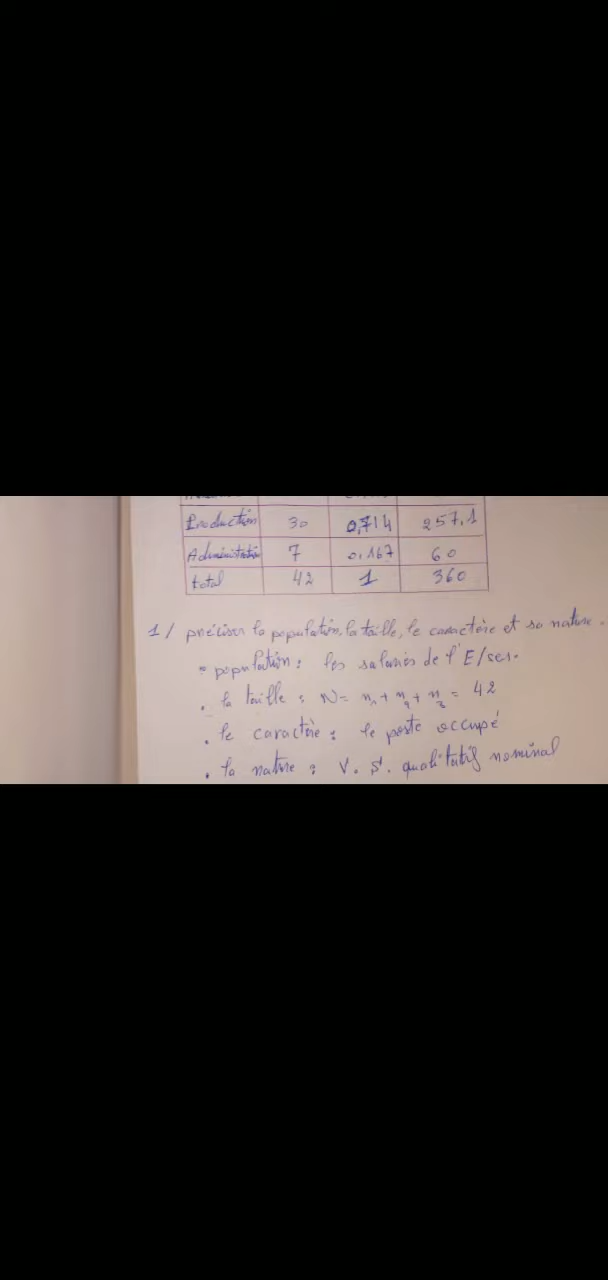 Production 30 0,714 257,1
Administration 7 0,167 60
total 42 1 360
1/ préciser la population, la taille, le caractère et sa nature.
• population : les salariés de l'E/se.
• la taille : N = n₁ + n₂ + n₃ = 42
• le caractère : le poste occupé
• la nature : V. S. qualitatif nominal